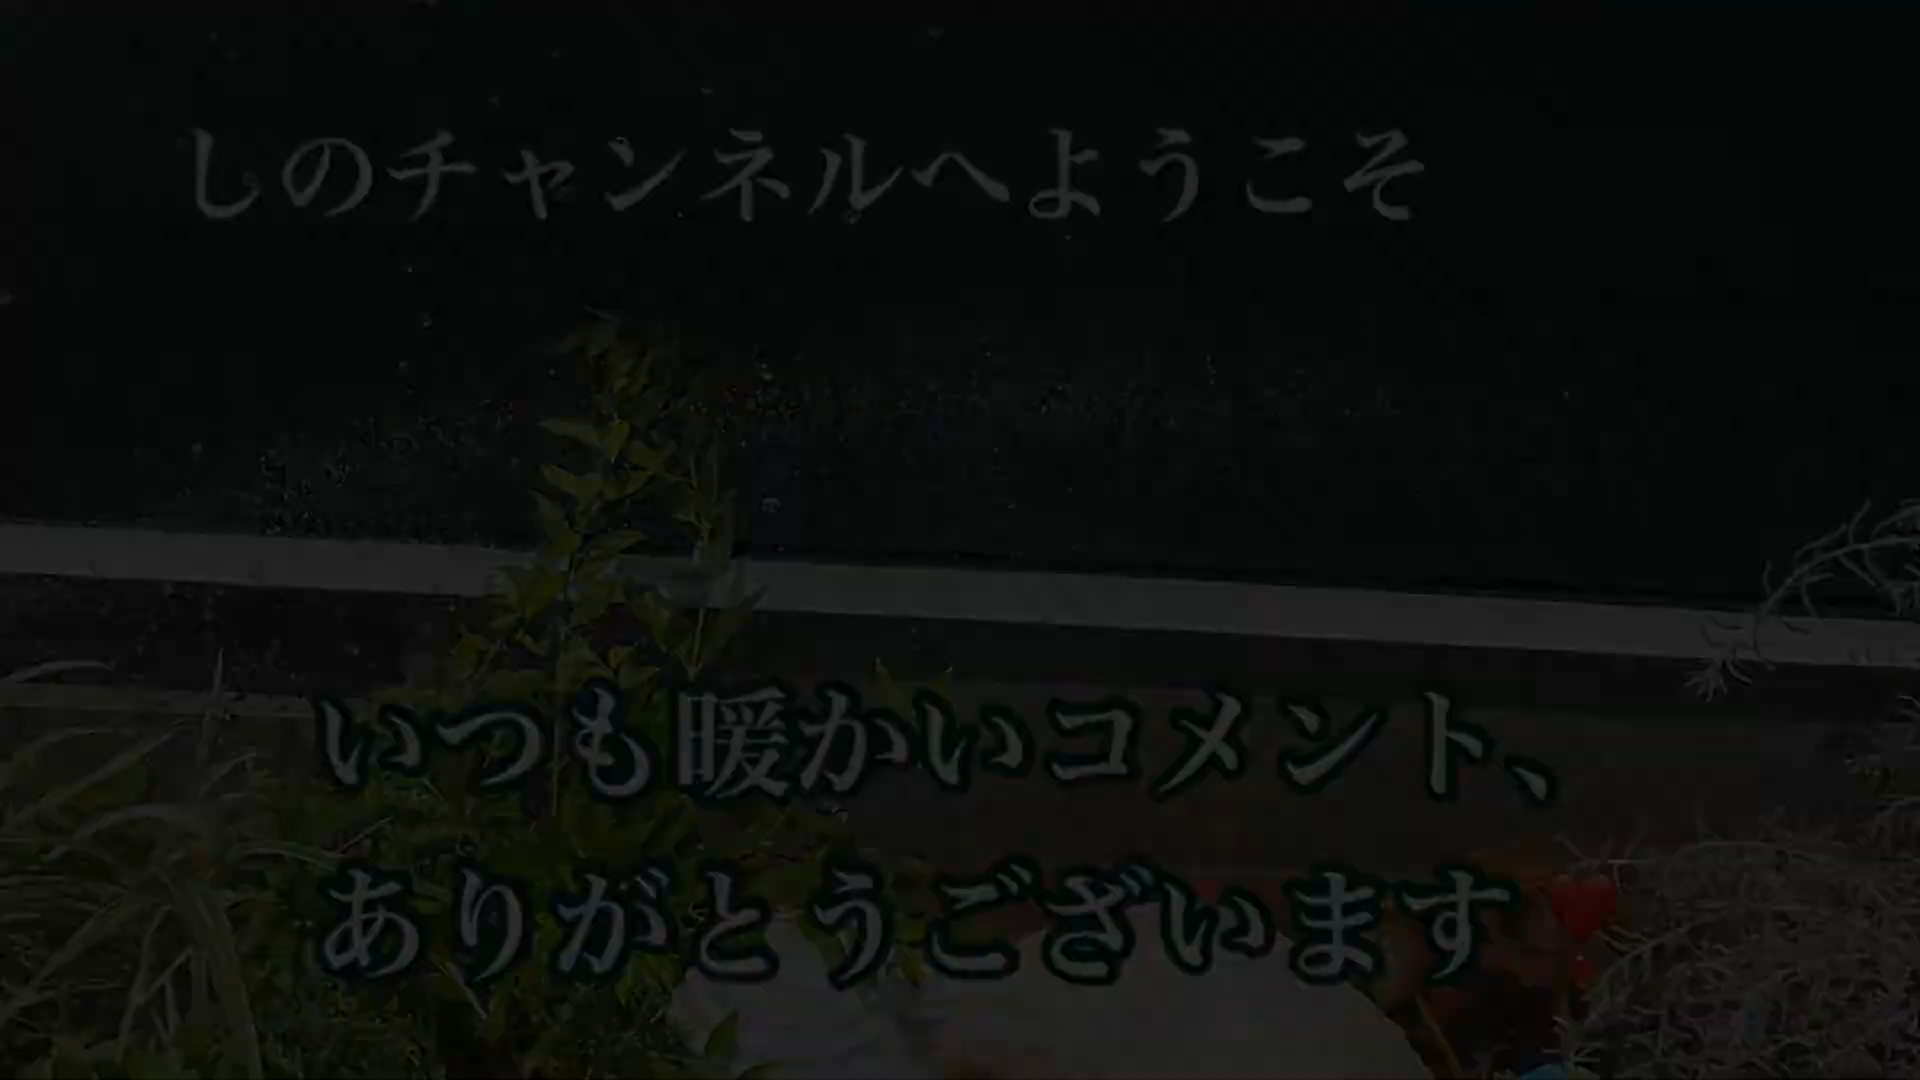 しのチャンネルへようこそ
いつも暖かいコメント、
ありがとうございます